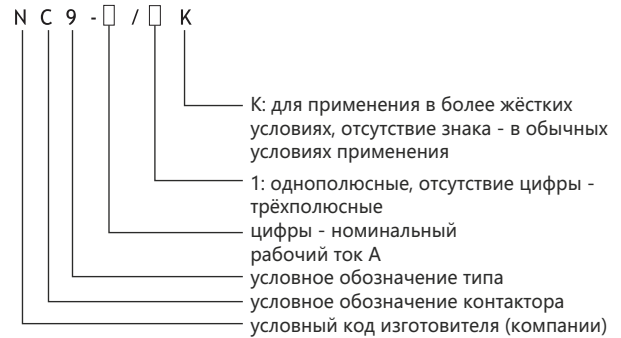 NC9-□/□ K
K: для применения в более жёстких
условиях, отсутствие знака - в обычных
условиях применения
1: однополюсные, отсутствие цифры -
трёхполюсные
цифры - номинальный
рабочий ток А
условное обозначение типа
условное обозначение контактора
условный код изготовителя (компании)